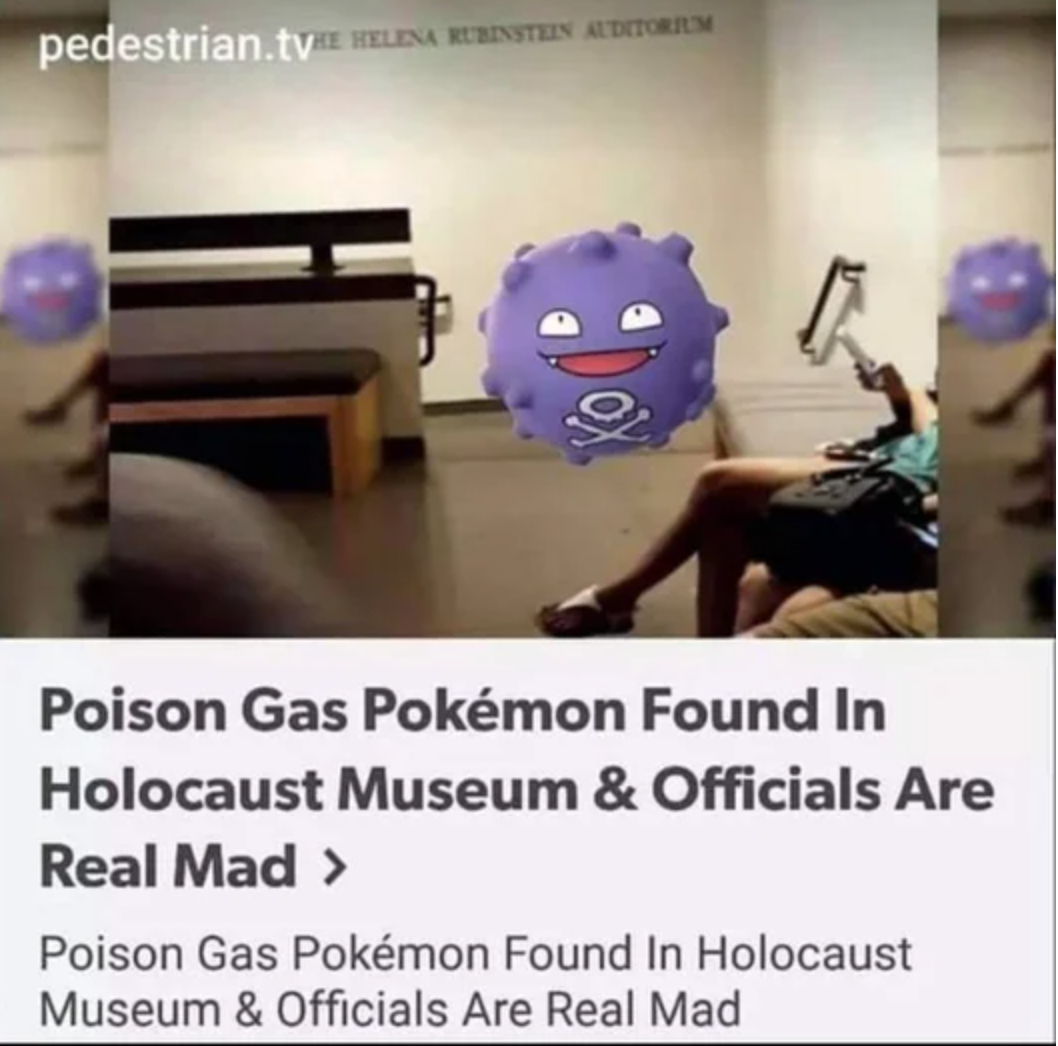 pedestrian.tv
THE HELENA RUBINSTEIN AUDITORIUM
Poison Gas Pokémon Found In
Holocaust Museum & Officials Are
Real Mad >
Poison Gas Pokémon Found In Holocaust
Museum & Officials Are Real Mad